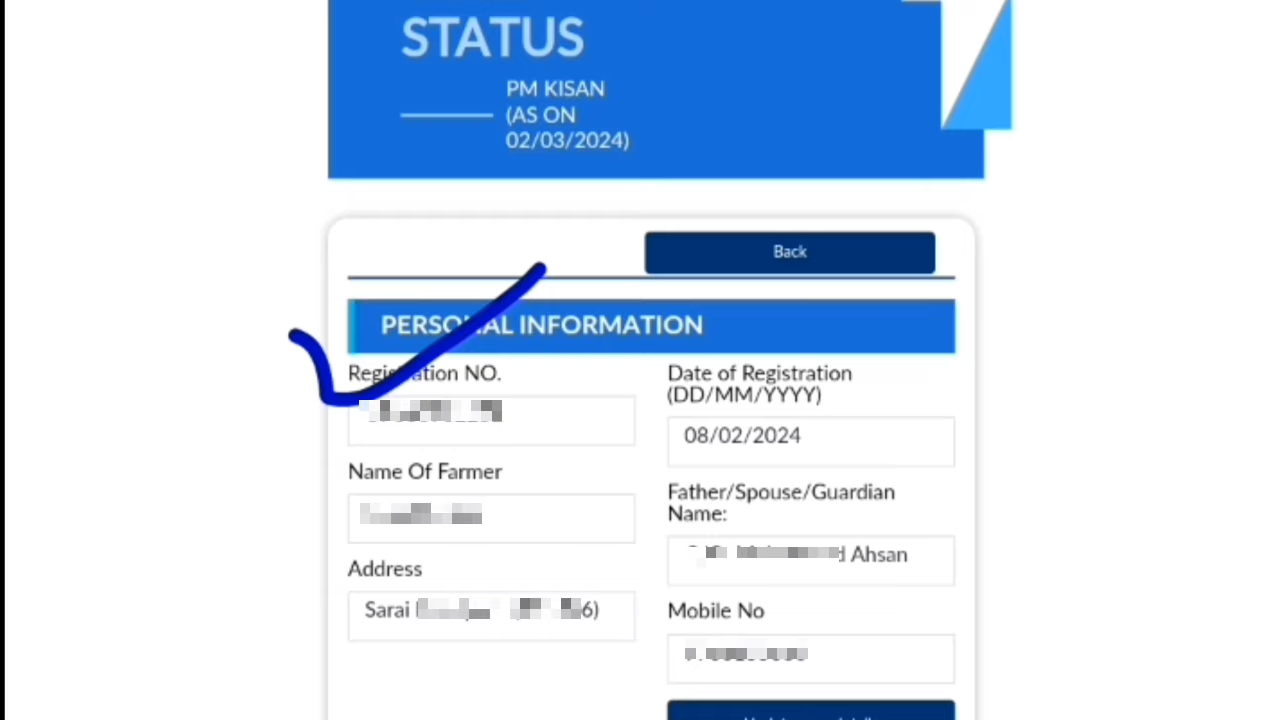 STATUS
PM KISAN
(AS ON
02/03/2024)
Back
PERSONAL INFORMATION
Registration NO.
Date of Registration
(DD/MM/YYYY)
08/02/2024
Name Of Farmer
Father/Spouse/Guardian
Name:
Ahsan
Address
Sarai
Mobile No